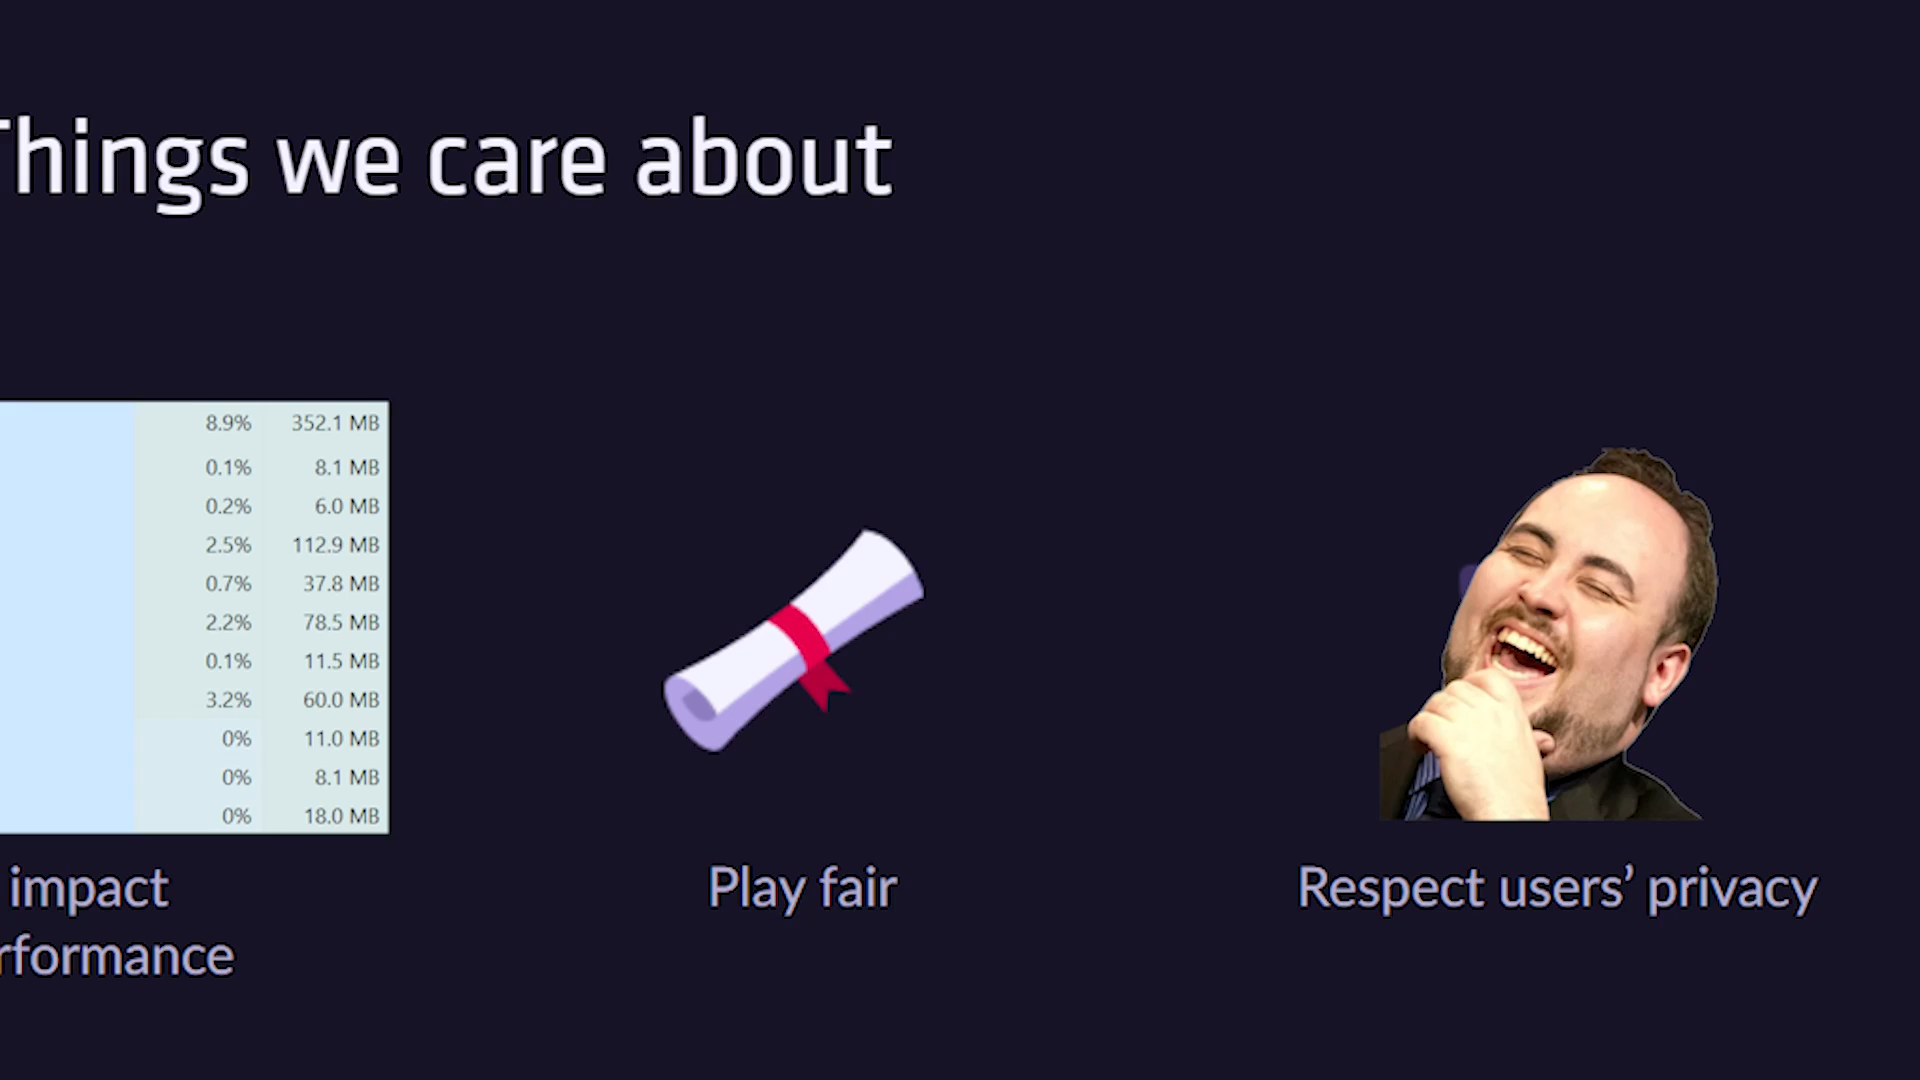 Things we care about
8.9% 352.1 MB
0.1% 8.1 MB
0.2% 6.0 MB
2.5% 112.9 MB
0.7% 37.8 MB
2.2% 78.5 MB
0.1% 11.5 MB
3.2% 60.0 MB
0% 11.0 MB
0% 8.1 MB
0% 18.0 MB
impact
rformance
Play fair
Respect users’ privacy